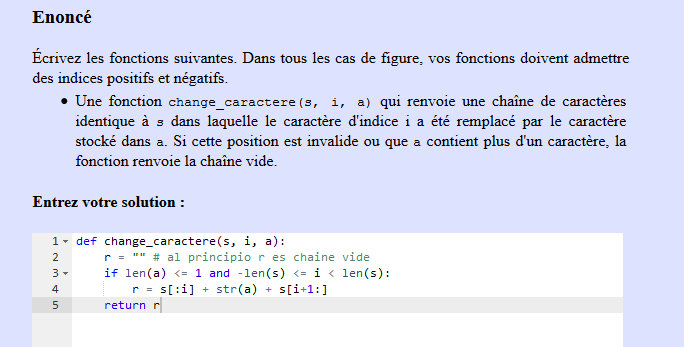 Enoncé
Écrivez les fonctions suivantes. Dans tous les cas de figure, vos fonctions doivent admettre
des indices positifs et négatifs.
• Une fonction change_caractere(s, i, a) qui renvoie une chaîne de caractères
identique à s dans laquelle le caractère d'indice i a été remplacé par le caractère
stocké dans a. Si cette position est invalide ou que a contient plus d'un caractère, la
fonction renvoie la chaîne vide.
Entrez votre solution :
1 def change_caractere(s, i, a):
2     r = "" # al principio r es chaine vide
3     if len(a) <= 1 and -len(s) <= i < len(s):
4         r = s[:i] + str(a) + s[i+1:]
5     return r